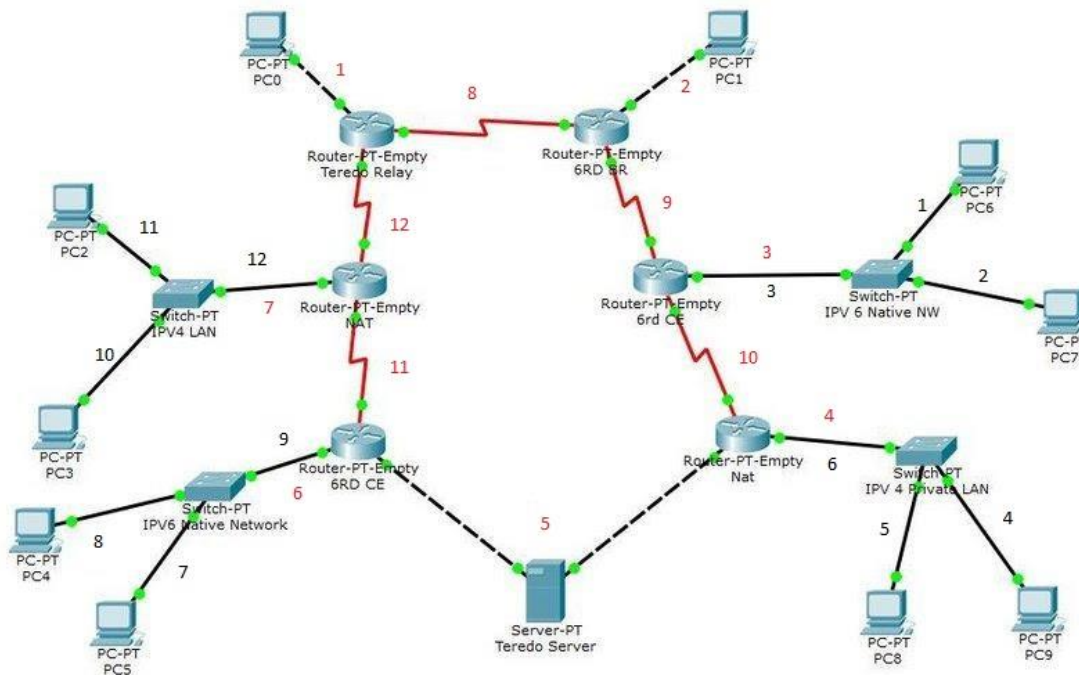 PC-PT
PC0
1
8
2
PC-PT
PC1
Router-PT-Empty
Teredo Relay
Router-PT-Empty
6RD BR
PC-PT
PC6
PC-PT
PC2
11
12
9
1
12
3
2
7
3
Router-PT-Empty
NAT
Router-PT-Empty
6rd CE
Switch-PT
IPV 6 Native NW
PC-PT
PC7
Switch-PT
IPV4 LAN
10
11
10
4
PC-PT
PC3
9
6
Router-PT-Empty
6RD CE
Router-PT-Empty
Nat
Switch-PT
IPV 4 Private LAN
6
Switch-PT
IPV6 Native Network
8
7
5
5
4
PC-PT
PC4
PC-PT
PC5
Server-PT
Teredo Server
PC-PT
PC8
PC-PT
PC9